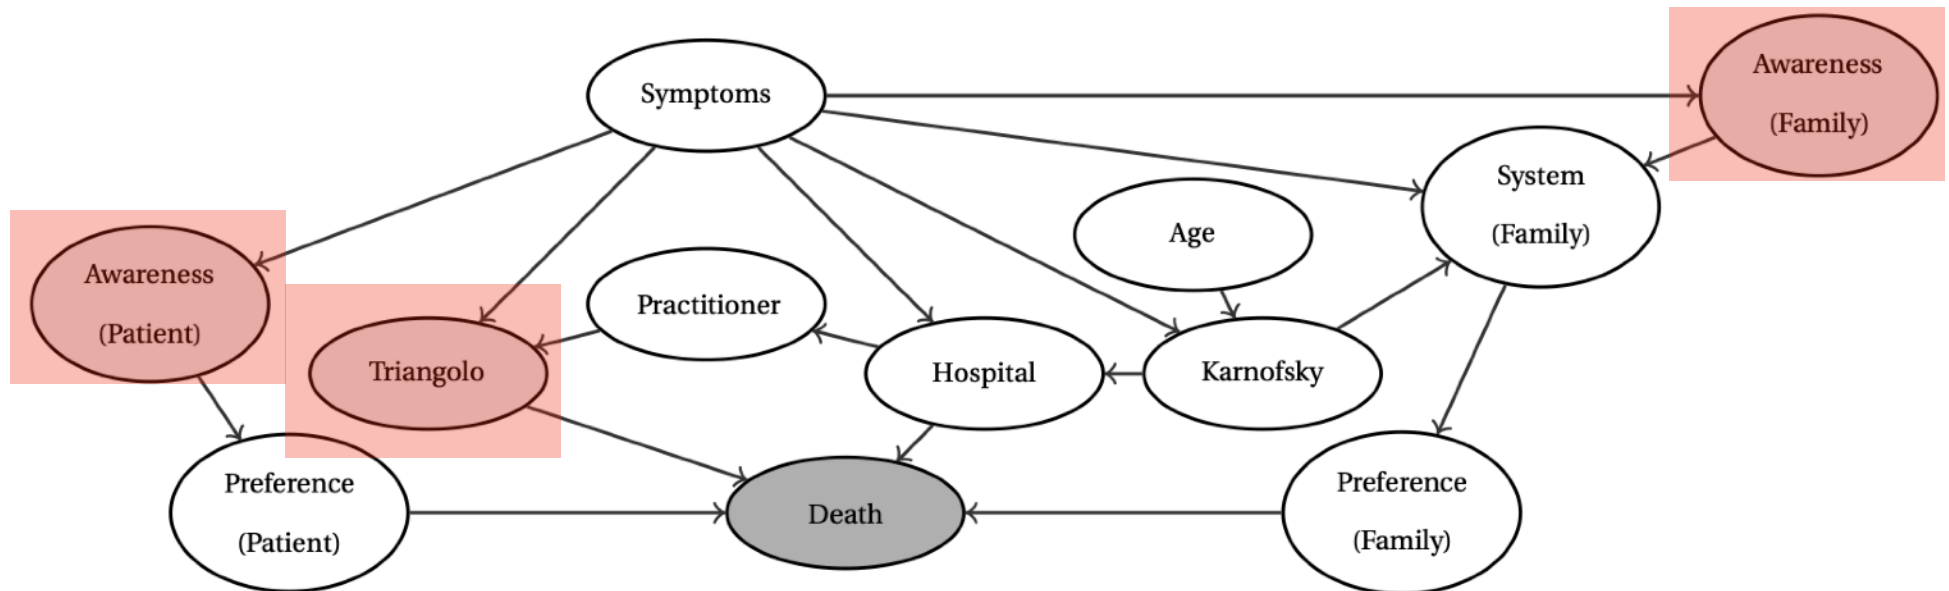 Symptoms
Awareness
(Family)
System
(Family)
Age
Awareness
(Patient)
Practitioner
Triangolo
Hospital
Karnofsky
Preference
(Patient)
Death
Preference
(Family)